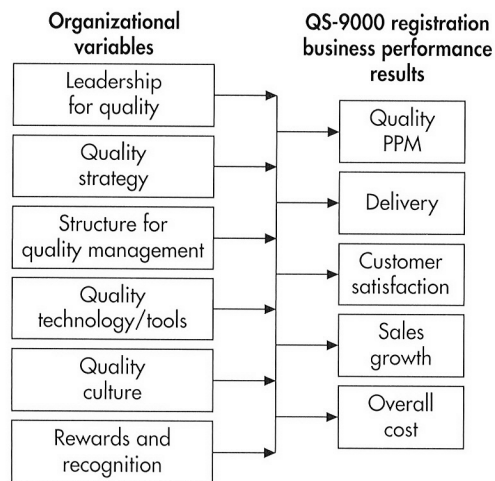 Organizational
variables
Leadership
for quality
Quality
strategy
Structure for
quality management
Quality
technology/tools
Quality
culture
Rewards and
recognition
QS-9000 registration
business performance
results
Quality
PPM
Delivery
Customer
satisfaction
Sales
growth
Overall
cost